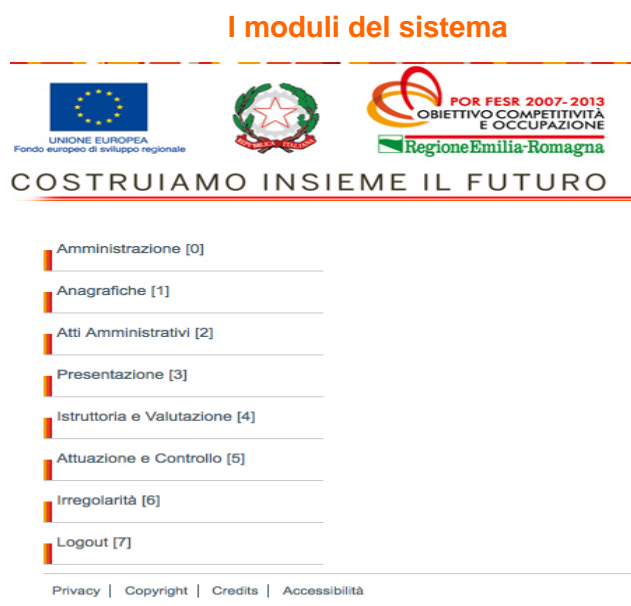 I moduli del sistema
UNIONE EUROPEA
Fondo europeo di sviluppo regionale
REPVBBLICA ITALIANA
POR FESR 2007-2013
OBIETTIVO COMPETITIVITÀ
E OCCUPAZIONE
RegioneEmilia-Romagna
COSTRUIAMO INSIEME IL FUTURO
Amministrazione [0]
Anagrafiche [1]
Atti Amministrativi [2]
Presentazione [3]
Istruttoria e Valutazione [4]
Attuazione e Controllo [5]
Irregolarità [6]
Logout [7]
Privacy | Copyright | Credits | Accessibilità